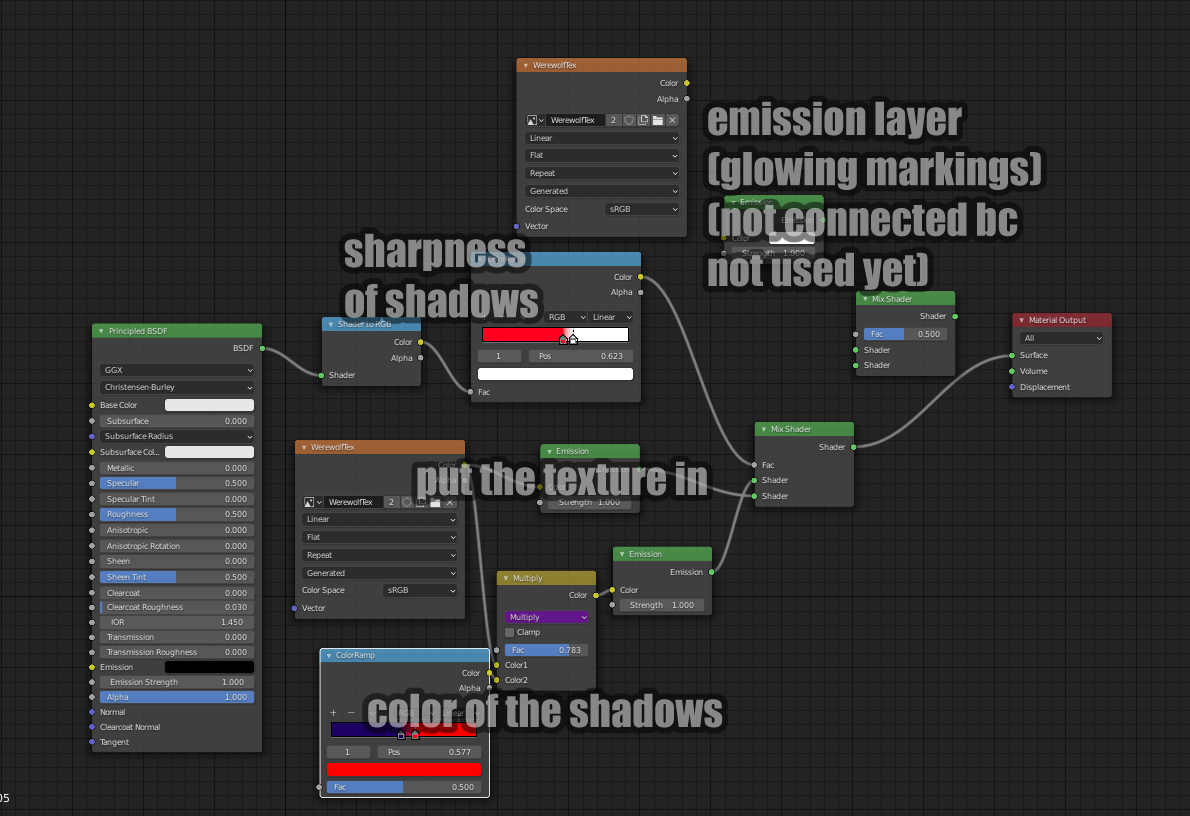 WerewolfTex
Color
Alpha
WerewolfTex 2
Linear
Flat
Repeat
Generated
Color Space sRGB
Vector
emission layer
(glowing markings)
(not connected bc
not used yet)
Emission
Emission
Color
Strength 1.000
sharpness
of shadows
Color
Alpha
RGB Linear
1 Pos 0.623
Fac
Shader to RGB
Color
Alpha
Shader
Principled BSDF
BSDF
GGX
Christensen-Burley
Base Color
Subsurface 0.000
Subsurface Radius
Subsurface Col..
Metallic 0.000
Specular 0.500
Specular Tint 0.000
Roughness 0.500
Anisotropic 0.000
Anisotropic Rotation 0.000
Sheen 0.000
Sheen Tint 0.500
Clearcoat 0.000
Clearcoat Roughness 0.030
IOR 1.450
Transmission 0.000
Transmission Roughness 0.000
Emission
Emission Strength 1.000
Alpha 1.000
Normal
Clearcoat Normal
Tangent
Mix Shader
Shader
Fac 0.500
Shader
Shader
Material Output
All
Surface
Volume
Displacement
Mix Shader
Shader
Fac
Shader
Shader
WerewolfTex
Color
WerewolfTex 2
Linear
Flat
Repeat
Generated
Color Space sRGB
Vector
put the texture in
Emission
Strength 1.000
Emission
Emission
Color
Strength 1.000
Multiply
Color
Multiply
Clamp
Fac 0.783
Color1
Color2
ColorRamp
Color
Alpha
+ −
color of the shadows
1 Pos 0.577
Fac 0.500
05